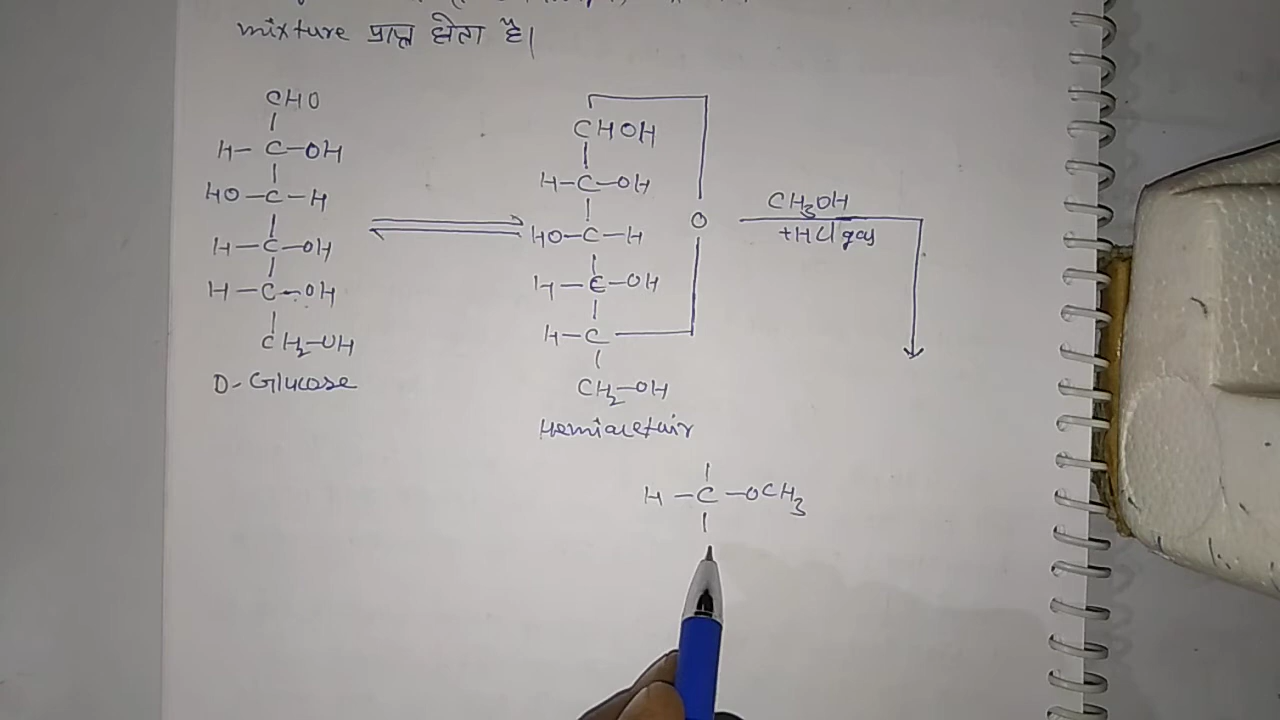 mixture प्राप्त होता है।
CHO
H-C-OH
HO-C-H
H-C-OH
H-C-OH
CH2-OH
D-Glucose
CHOH
H-C-OH
HO-C-H
H-C-OH
H-C
CH2-OH
O
Hemiacetair
CH3OH
+HCl gas
H-C-OCH3